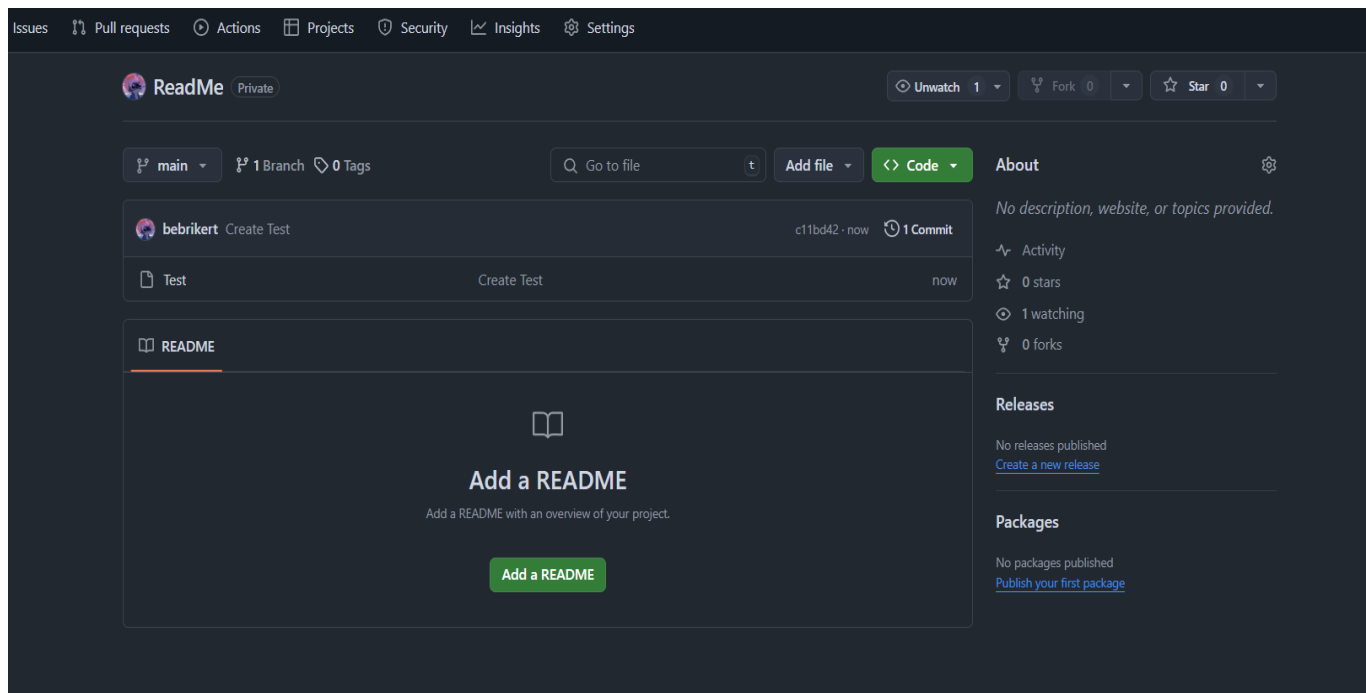 Issues Pull requests Actions Projects Security Insights Settings
ReadMe Private Unwatch 1 Fork 0 Star 0
main 1 Branch 0 Tags Go to file t Add file Code
bebrikert Create Test c11bd42 · now 1 Commit
Test Create Test now
README
Add a README
Add a README with an overview of your project.
Add a README
About
No description, website, or topics provided.
Activity
0 stars
1 watching
0 forks
Releases
No releases published
Create a new release
Packages
No packages published
Publish your first package